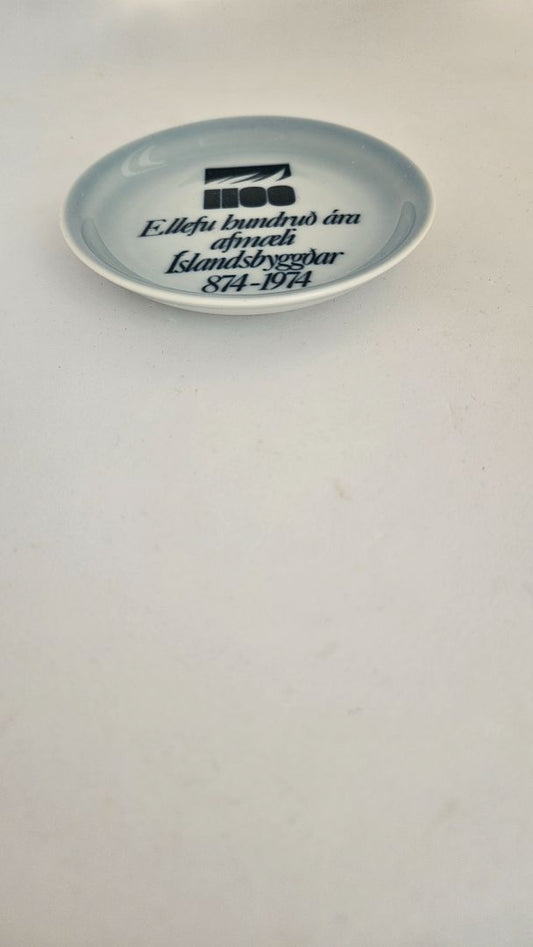 1100
Ellefu hundruð ára
afmæli
Íslandsbyggðar
874-1974